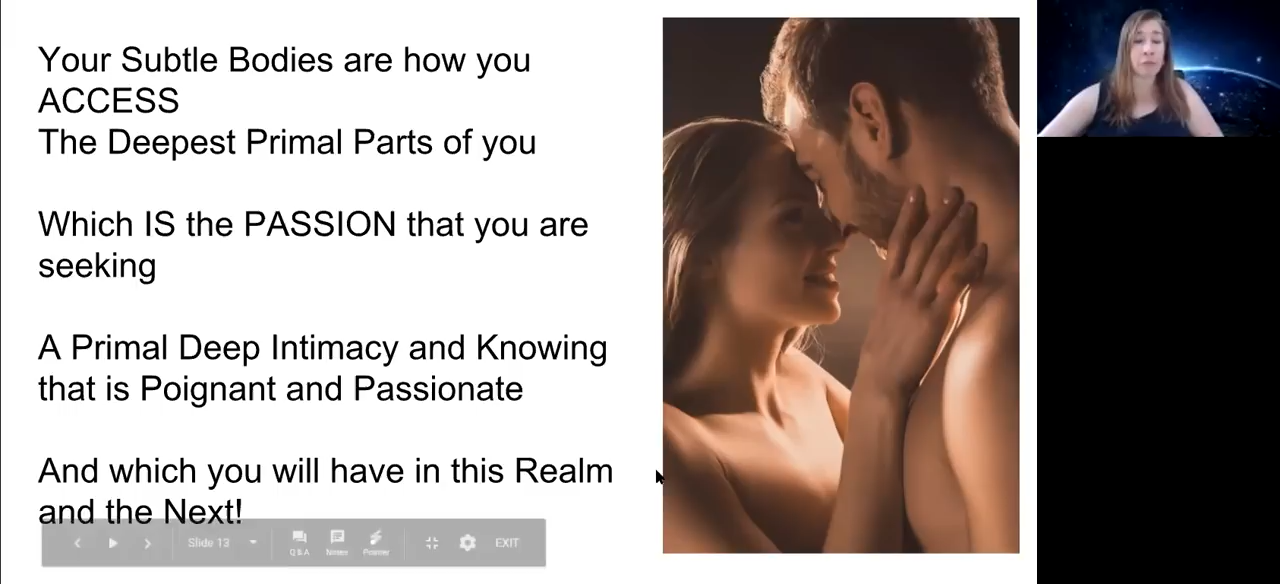 Your Subtle Bodies are how you
ACCESS
The Deepest Primal Parts of you
Which IS the PASSION that you are
seeking
A Primal Deep Intimacy and Knowing
that is Poignant and Passionate
And which you will have in this Realm
and the Next!
Slide 13
Q & A
Notes
Pointer
EXIT